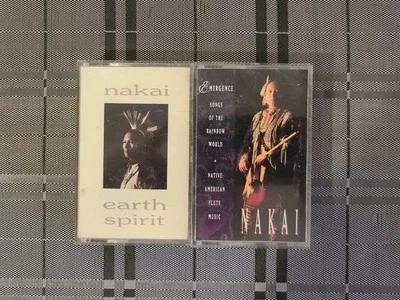 nakai
earth
spirit
Emergence
SONGS
OF THE
RAINBOW
WORLD
NATIVE
AMERICAN
FLUTE
MUSIC
NAKAI